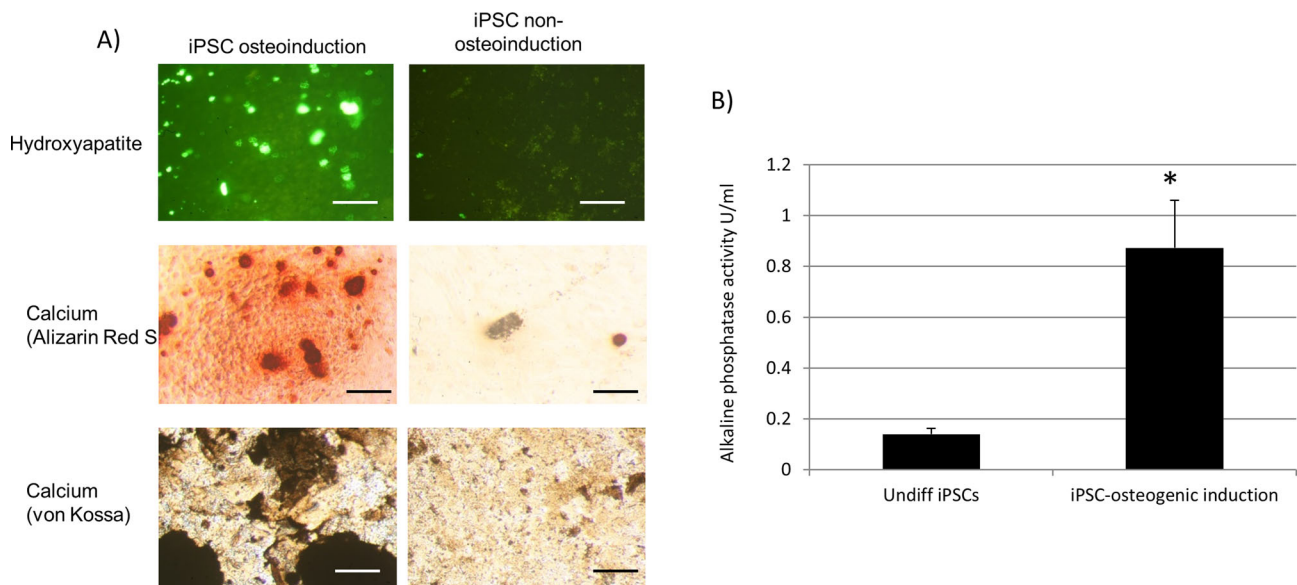 A)
iPSC osteoinduction
iPSC non-
osteoinduction
Hydroxyapatite
Calcium
(Alizarin Red S
Calcium
(von Kossa)
B)
Alkaline phosphatase activity U/ml
1.2
1
0.8
0.6
0.4
0.2
0
*
Undiff iPSCs
iPSC-osteogenic induction